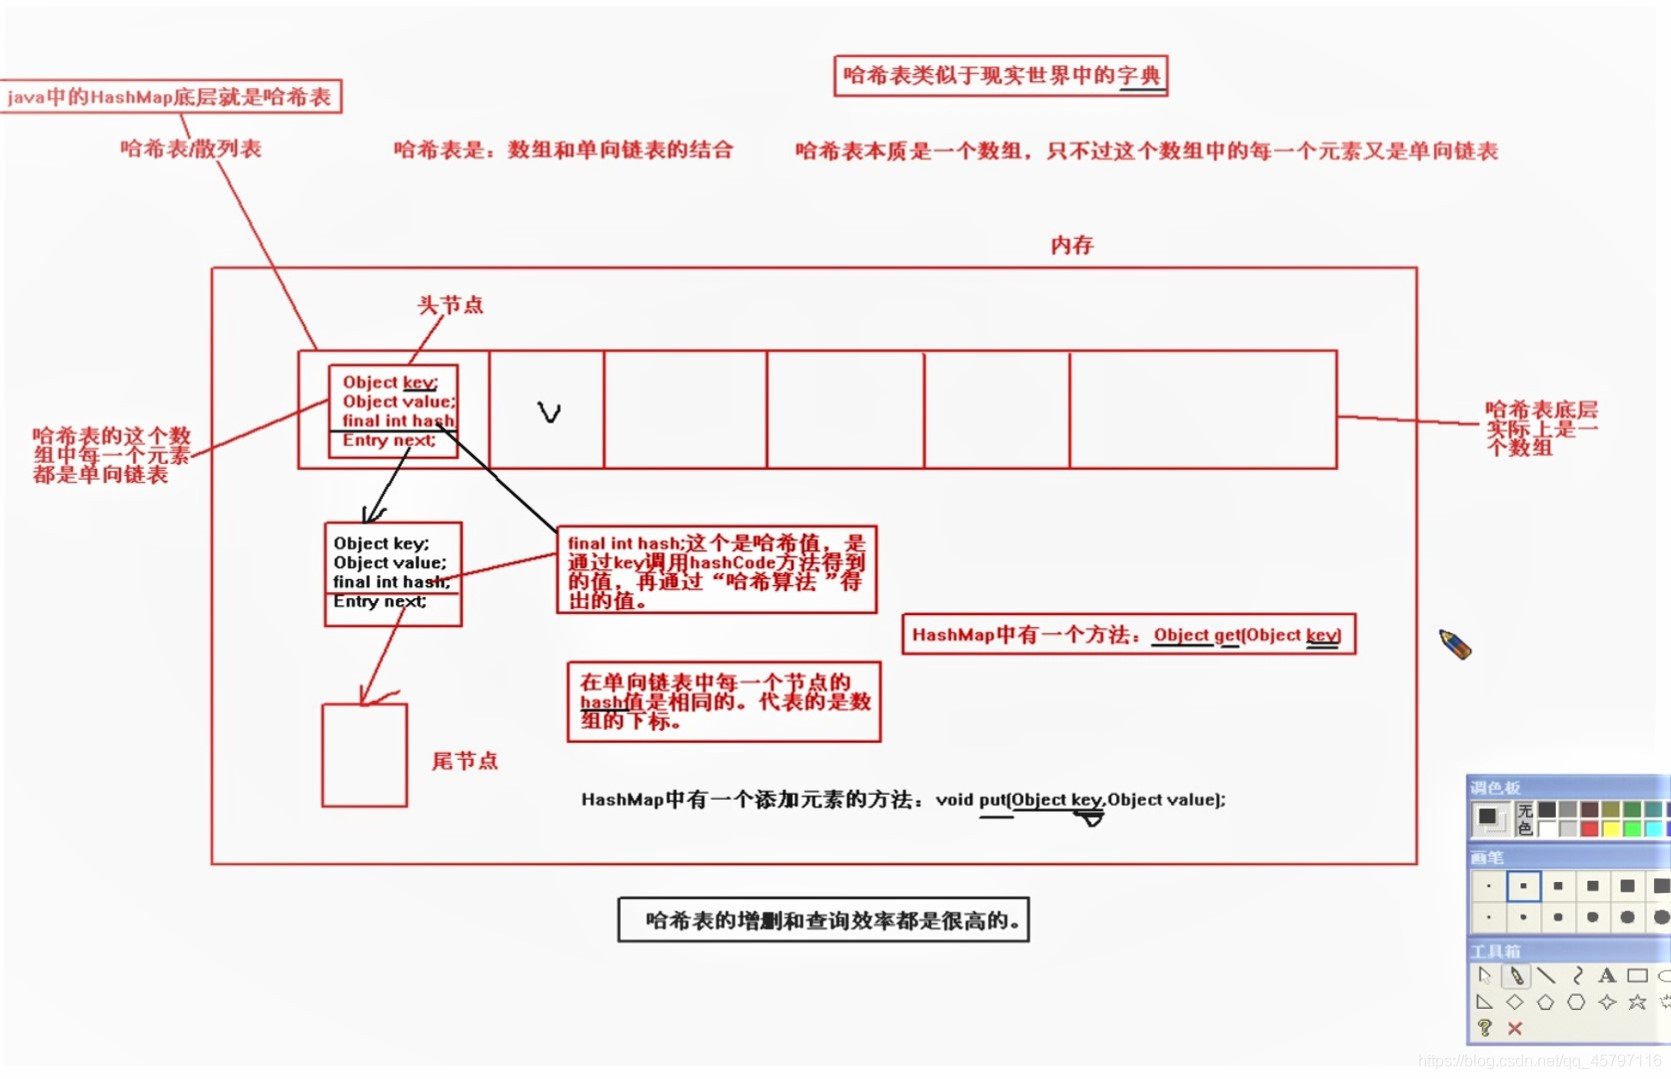 哈希表类似于现实世界中的字典
java中的HashMap底层就是哈希表
哈希表/散列表
哈希表是：数组和单向链表的结合
哈希表本质是一个数组，只不过这个数组中的每一个元素又是单向链表
内存
头节点
Object key;
Object value;
final int hash
Entry next;
哈希表的这个数
组中每一个元素
都是单向链表
哈希表底层
实际上是一
个数组
Object key;
Object value;
final int hash;
Entry next;
final int hash;这个是哈希值，是
通过key调用hashCode方法得到
的值，再通过“哈希算法 ”得
出的值。
HashMap中有一个方法：Object get(Object key)
在单向链表中每一个节点的
hash值是相同的。代表的是数
组的下标。
尾节点
HashMap中有一个添加元素的方法：void put(Object key,Object value);
哈希表的增删和查询效率都是很高的。
调色板
无
色
画笔
工具箱
A
?
https://blog.csdn.net/qq_45797116